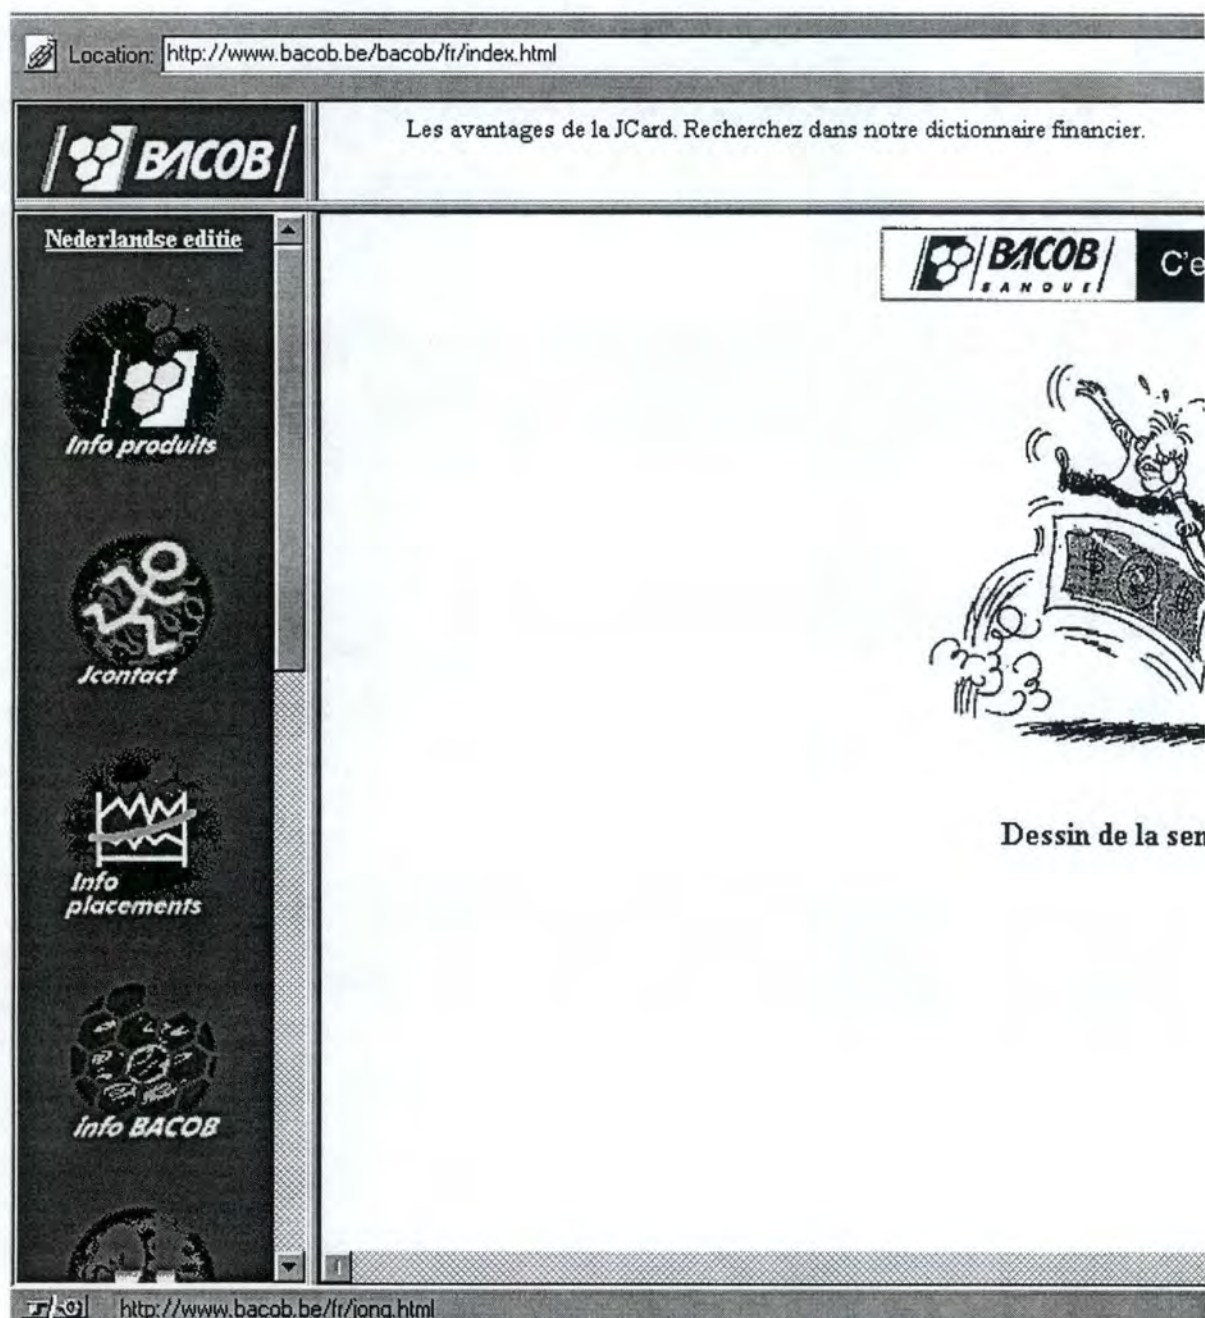 Location: http://www.bacob.be/bacob/fr/index.html
BACOB
Les avantages de la JCard. Recherchez dans notre dictionnaire financier.
Nederlandse editie
BACOB
BANQUE
C'e
Info produits
Jcontact
Info
placements
Dessin de la sem
info BACOB
http://www.bacob.be/fr/jong.html